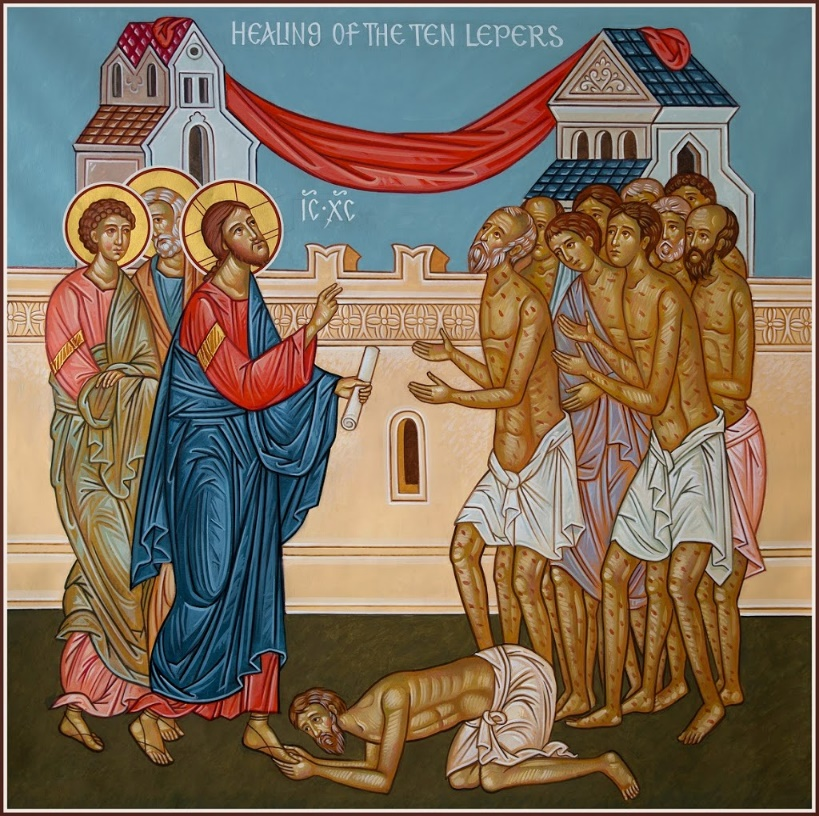 HEALING OF THE TEN LEPERS
IC·XC